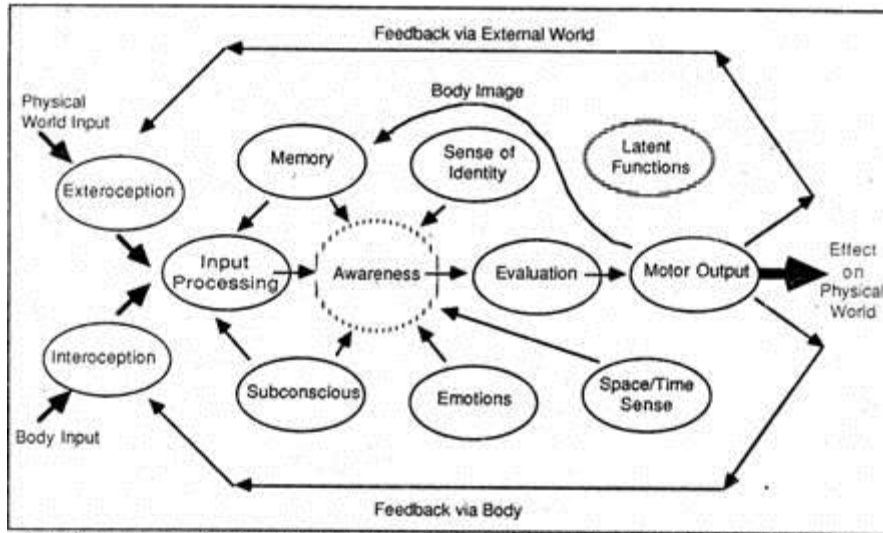 Feedback via External World
Physical
World Input
Body Image
Memory
Sense of
Identity
Latent
Functions
Exteroception
Input
Processing
Awareness
Evaluation
Motor Output
Effect
on
Physical
World
Interoception
Subconscious
Emotions
Space/Time
Sense
Body Input
Feedback via Body